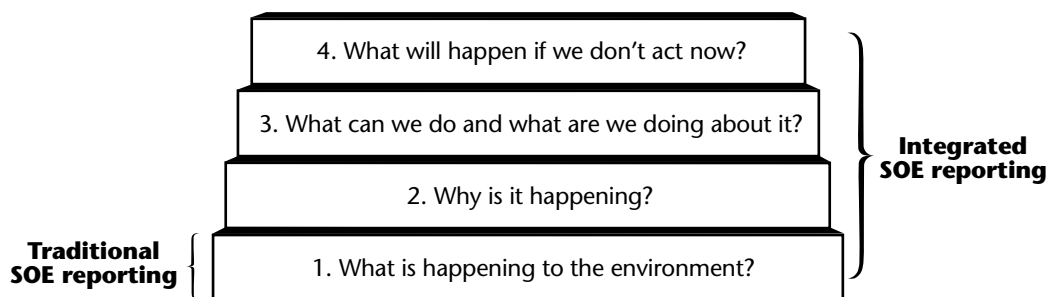 4. What will happen if we don’t act now?
3. What can we do and what are we doing about it?
Integrated
SOE reporting
2. Why is it happening?
Traditional
SOE reporting
1. What is happening to the environment?